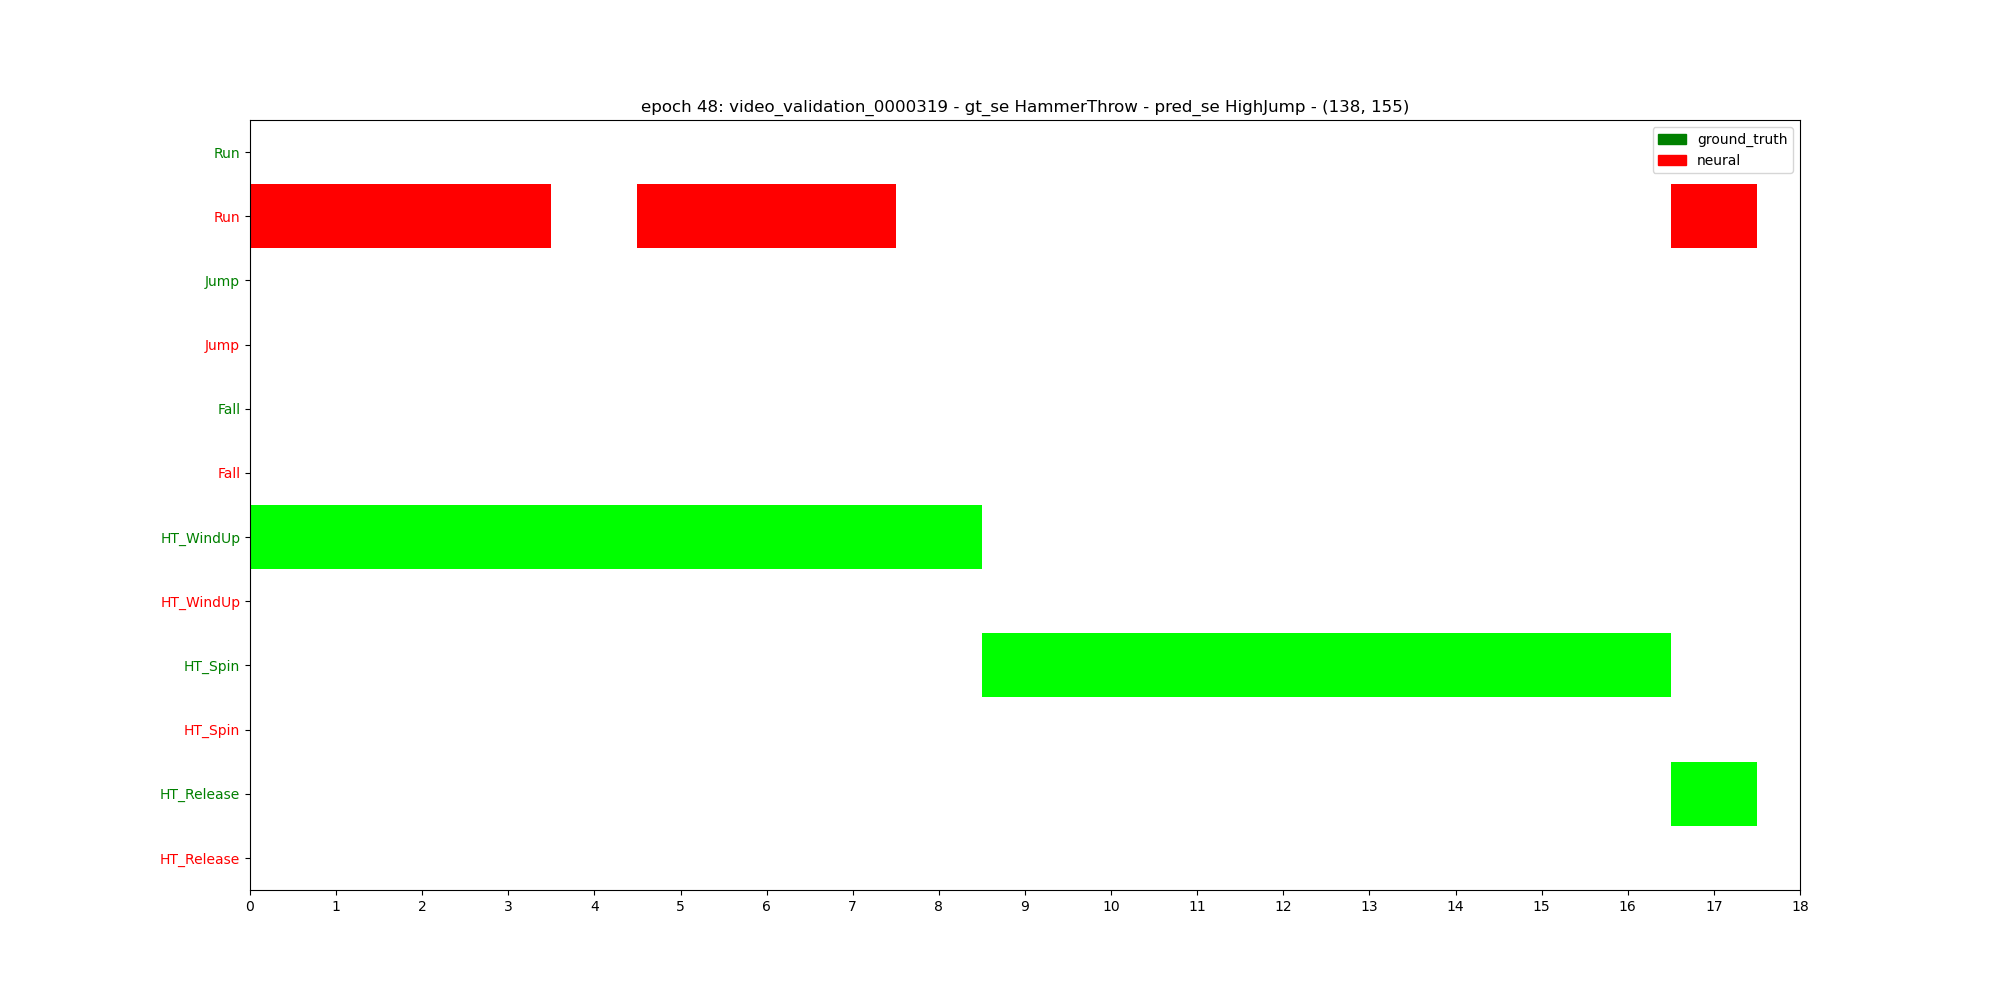 epoch 48: video_validation_0000319 - gt_se HammerThrow - pred_se HighJump - (138, 155)
ground_truth
neural
Run
Run
Jump
Jump
Fall
Fall
HT_WindUp
HT_WindUp
HT_Spin
HT_Spin
HT_Release
HT_Release
0 1 2 3 4 5 6 7 8 9 10 11 12 13 14 15 16 17 18